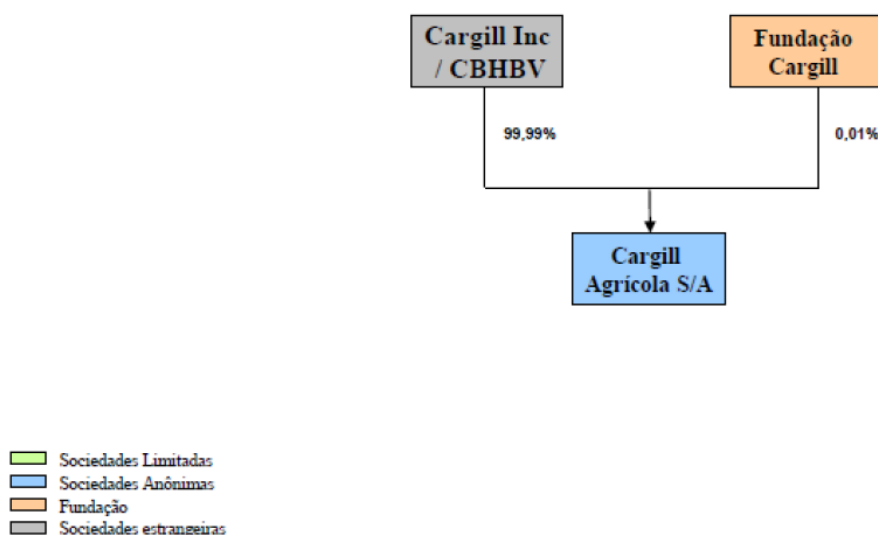 Cargill Inc
/ CBHBV
Fundação
Cargill
99,99%
0,01%
Cargill
Agrícola S/A
Sociedades Limitadas
Sociedades Anônimas
Fundação
Sociedades estrangeiras